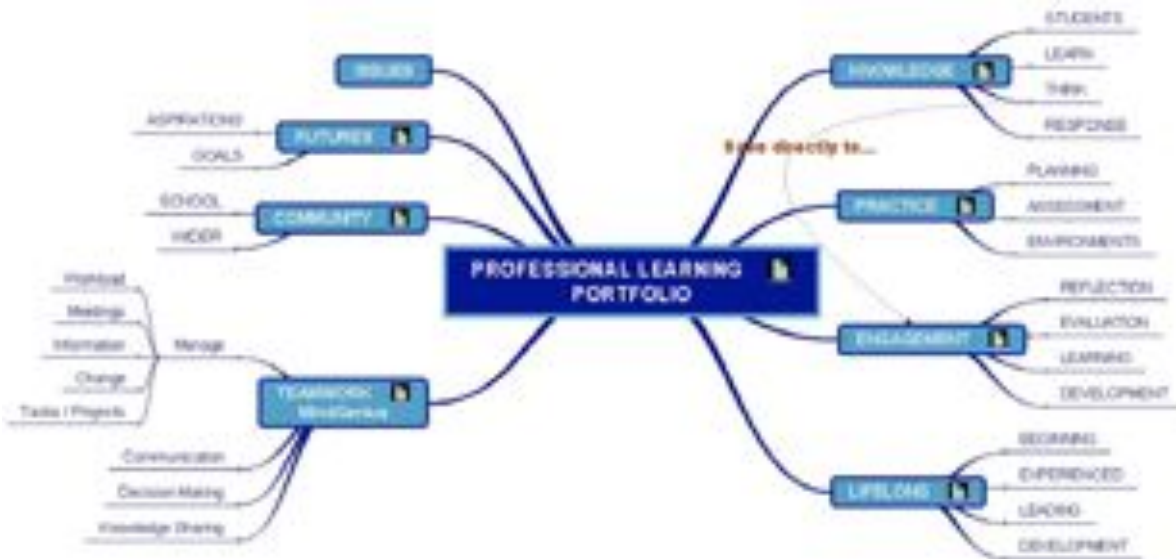 PROFESSIONAL LEARNING
PORTFOLIO
ISSUES
FUTURES
ASPIRATIONS
GOALS
COMMUNITY
SCHOOL
WIDER
TEAMWORK
MindGenius
Manage
Workload
Meetings
Information
Change
Tasks / Projects
Communication
Decision Making
Knowledge Sharing
KNOWLEDGE
STUDENTS
LEARN
THINK
RESPONSE
directly to...
PRACTICE
PLANNING
ASSESSMENT
ENVIRONMENTS
ENGAGEMENT
REFLECTION
EVALUATION
LEARNING
DEVELOPMENT
LIFELONG
BEGINNING
EXPERIENCED
LEADING
DEVELOPMENT